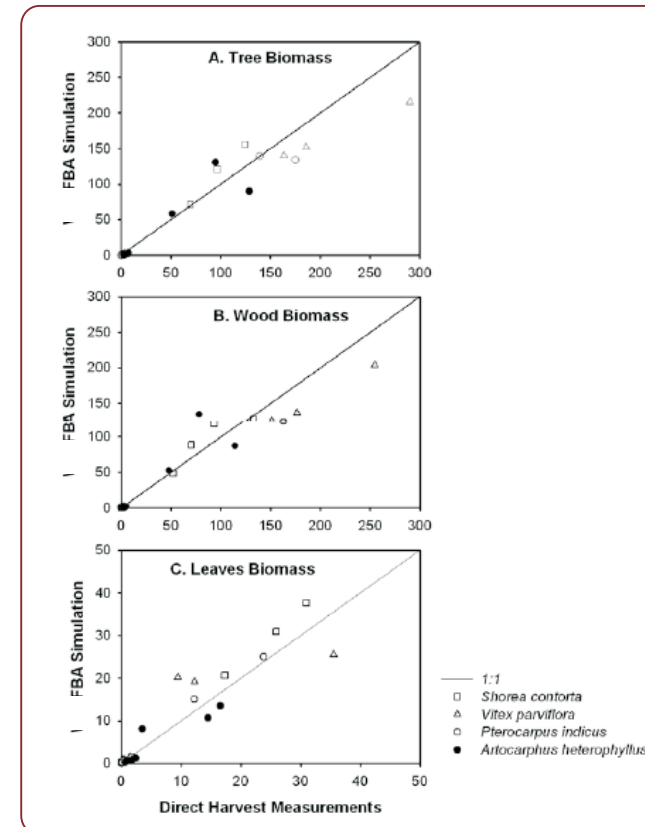 A. Tree Biomass
FBA Simulation
300
250
200
150
100
50
0
0 50 100 150 200 250 300
B. Wood Biomass
FBA Simulation
300
250
200
150
100
50
0
0 50 100 150 200 250 300
C. Leaves Biomass
FBA Simulation
50
40
30
20
10
0
0 10 20 30 40 50
Direct Harvest Measurements
1:1
Shorea contorta
Vitex parviflora
Pterocarpus indicus
Artocarphus heterophyllus